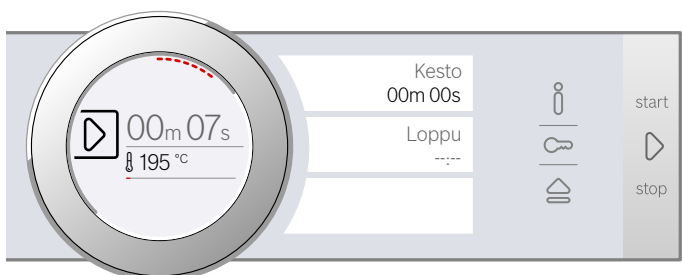 00m 07s
195 °C
Kesto
00m 00s
Loppu
--:--
start
stop